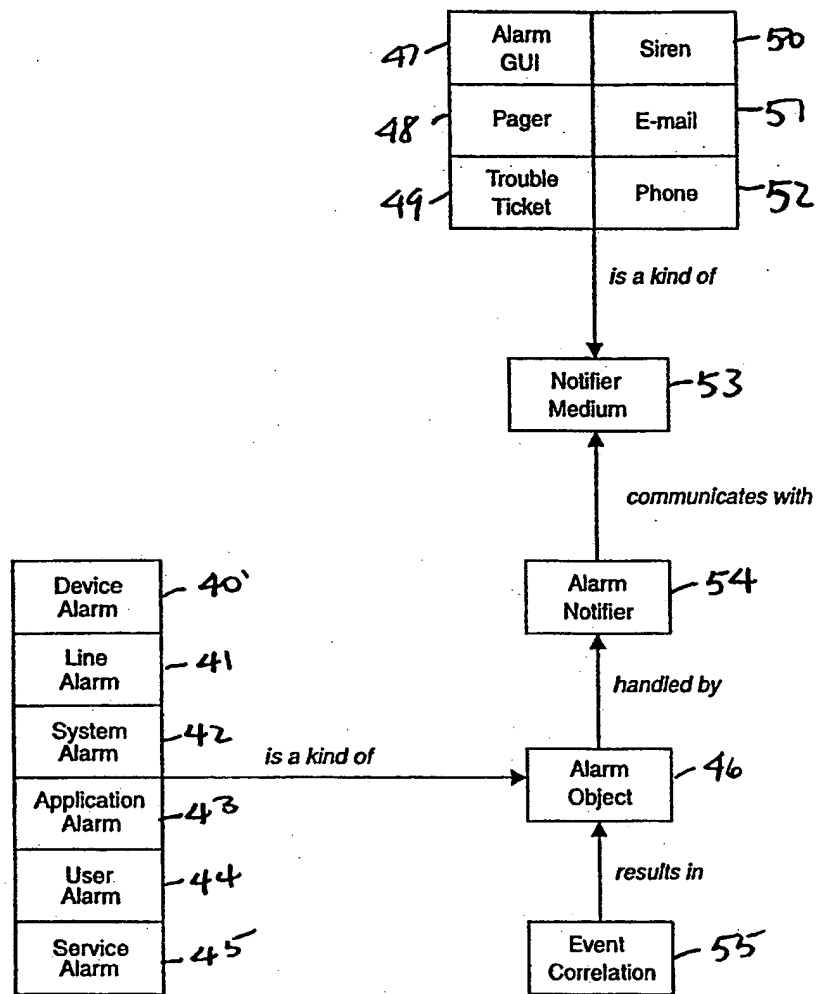 47 Alarm GUI Siren 50
48 Pager E-mail 51
49 Trouble Ticket Phone 52
is a kind of
Notifier Medium 53
communicates with
Device Alarm 40'
Alarm Notifier 54
Line Alarm 41
handled by
System Alarm 42
is a kind of
Alarm Object 46
Application Alarm 43
User Alarm 44
results in
Service Alarm 45
Event Correlation 55